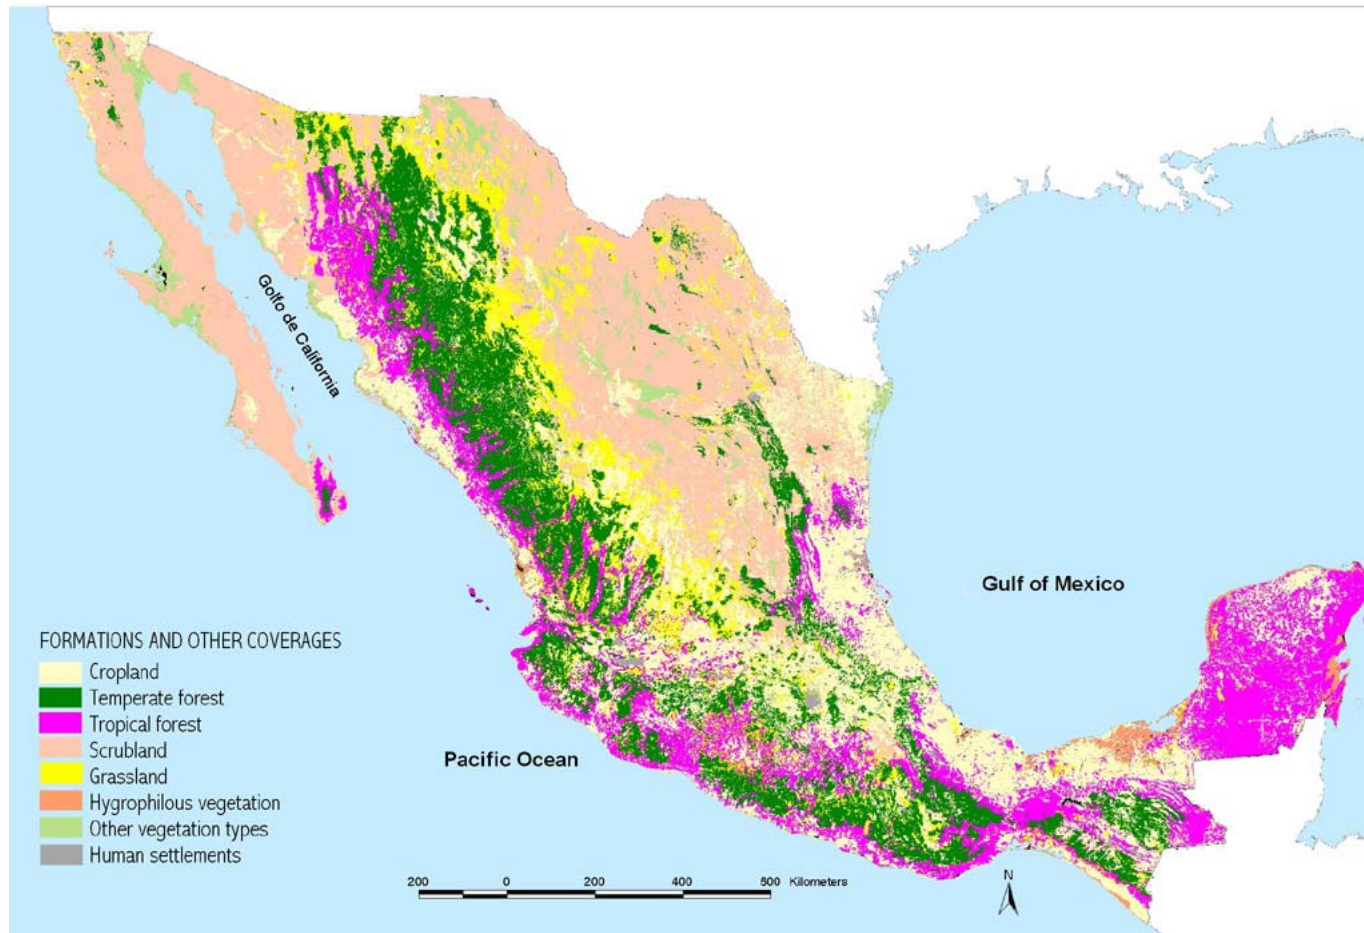 Golfo de California
Gulf of Mexico
Pacific Ocean
FORMATIONS AND OTHER COVERAGES
Cropland
Temperate forest
Tropical forest
Scrubland
Grassland
Hygrophilous vegetation
Other vegetation types
Human settlements
200 0 200 400 600 Kilometers
N